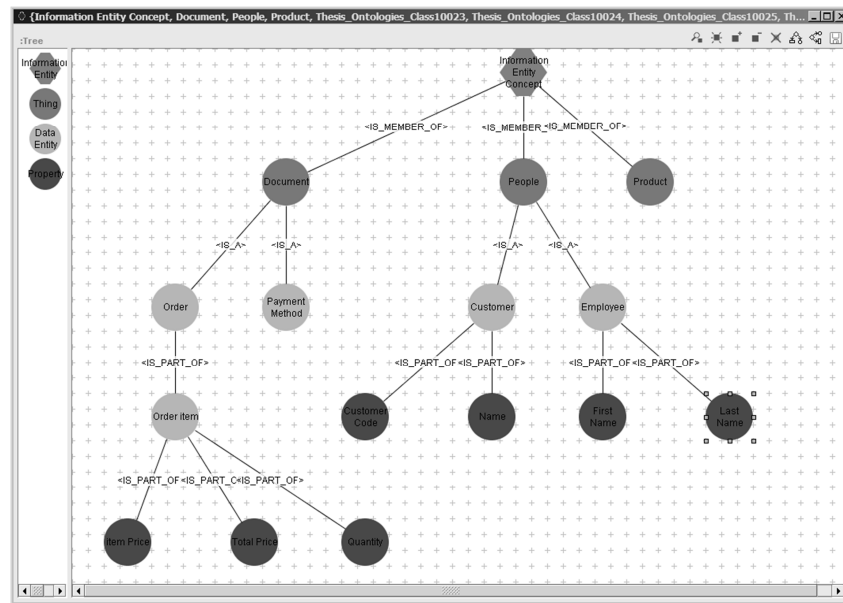 {Information Entity Concept, Document, People, Product, Thesis_Ontologies_Class10023, Thesis_Ontologies_Class10024, Thesis_Ontologies_Class10025, Th...
:Tree
Information
Entity
Thing
Data
Entity
Property
Information
Entity
Concept
<IS_MEMBER_OF> <IS_MEMBER_ <IS_MEMBER_OF>
Document People Product
<IS_A> <IS_A> <IS_A> <IS_A>
Order Payment
Method Customer Employee
<IS_PART_OF> <IS_PART_OF <IS_PART_OF> <IS_PART_OF <IS_PART_OF>
Order item Customer
Code Name First
Name Last
Name
<IS_PART_OF <IS_PART_O <IS_PART_OF>
Item Price Total Price Quantity